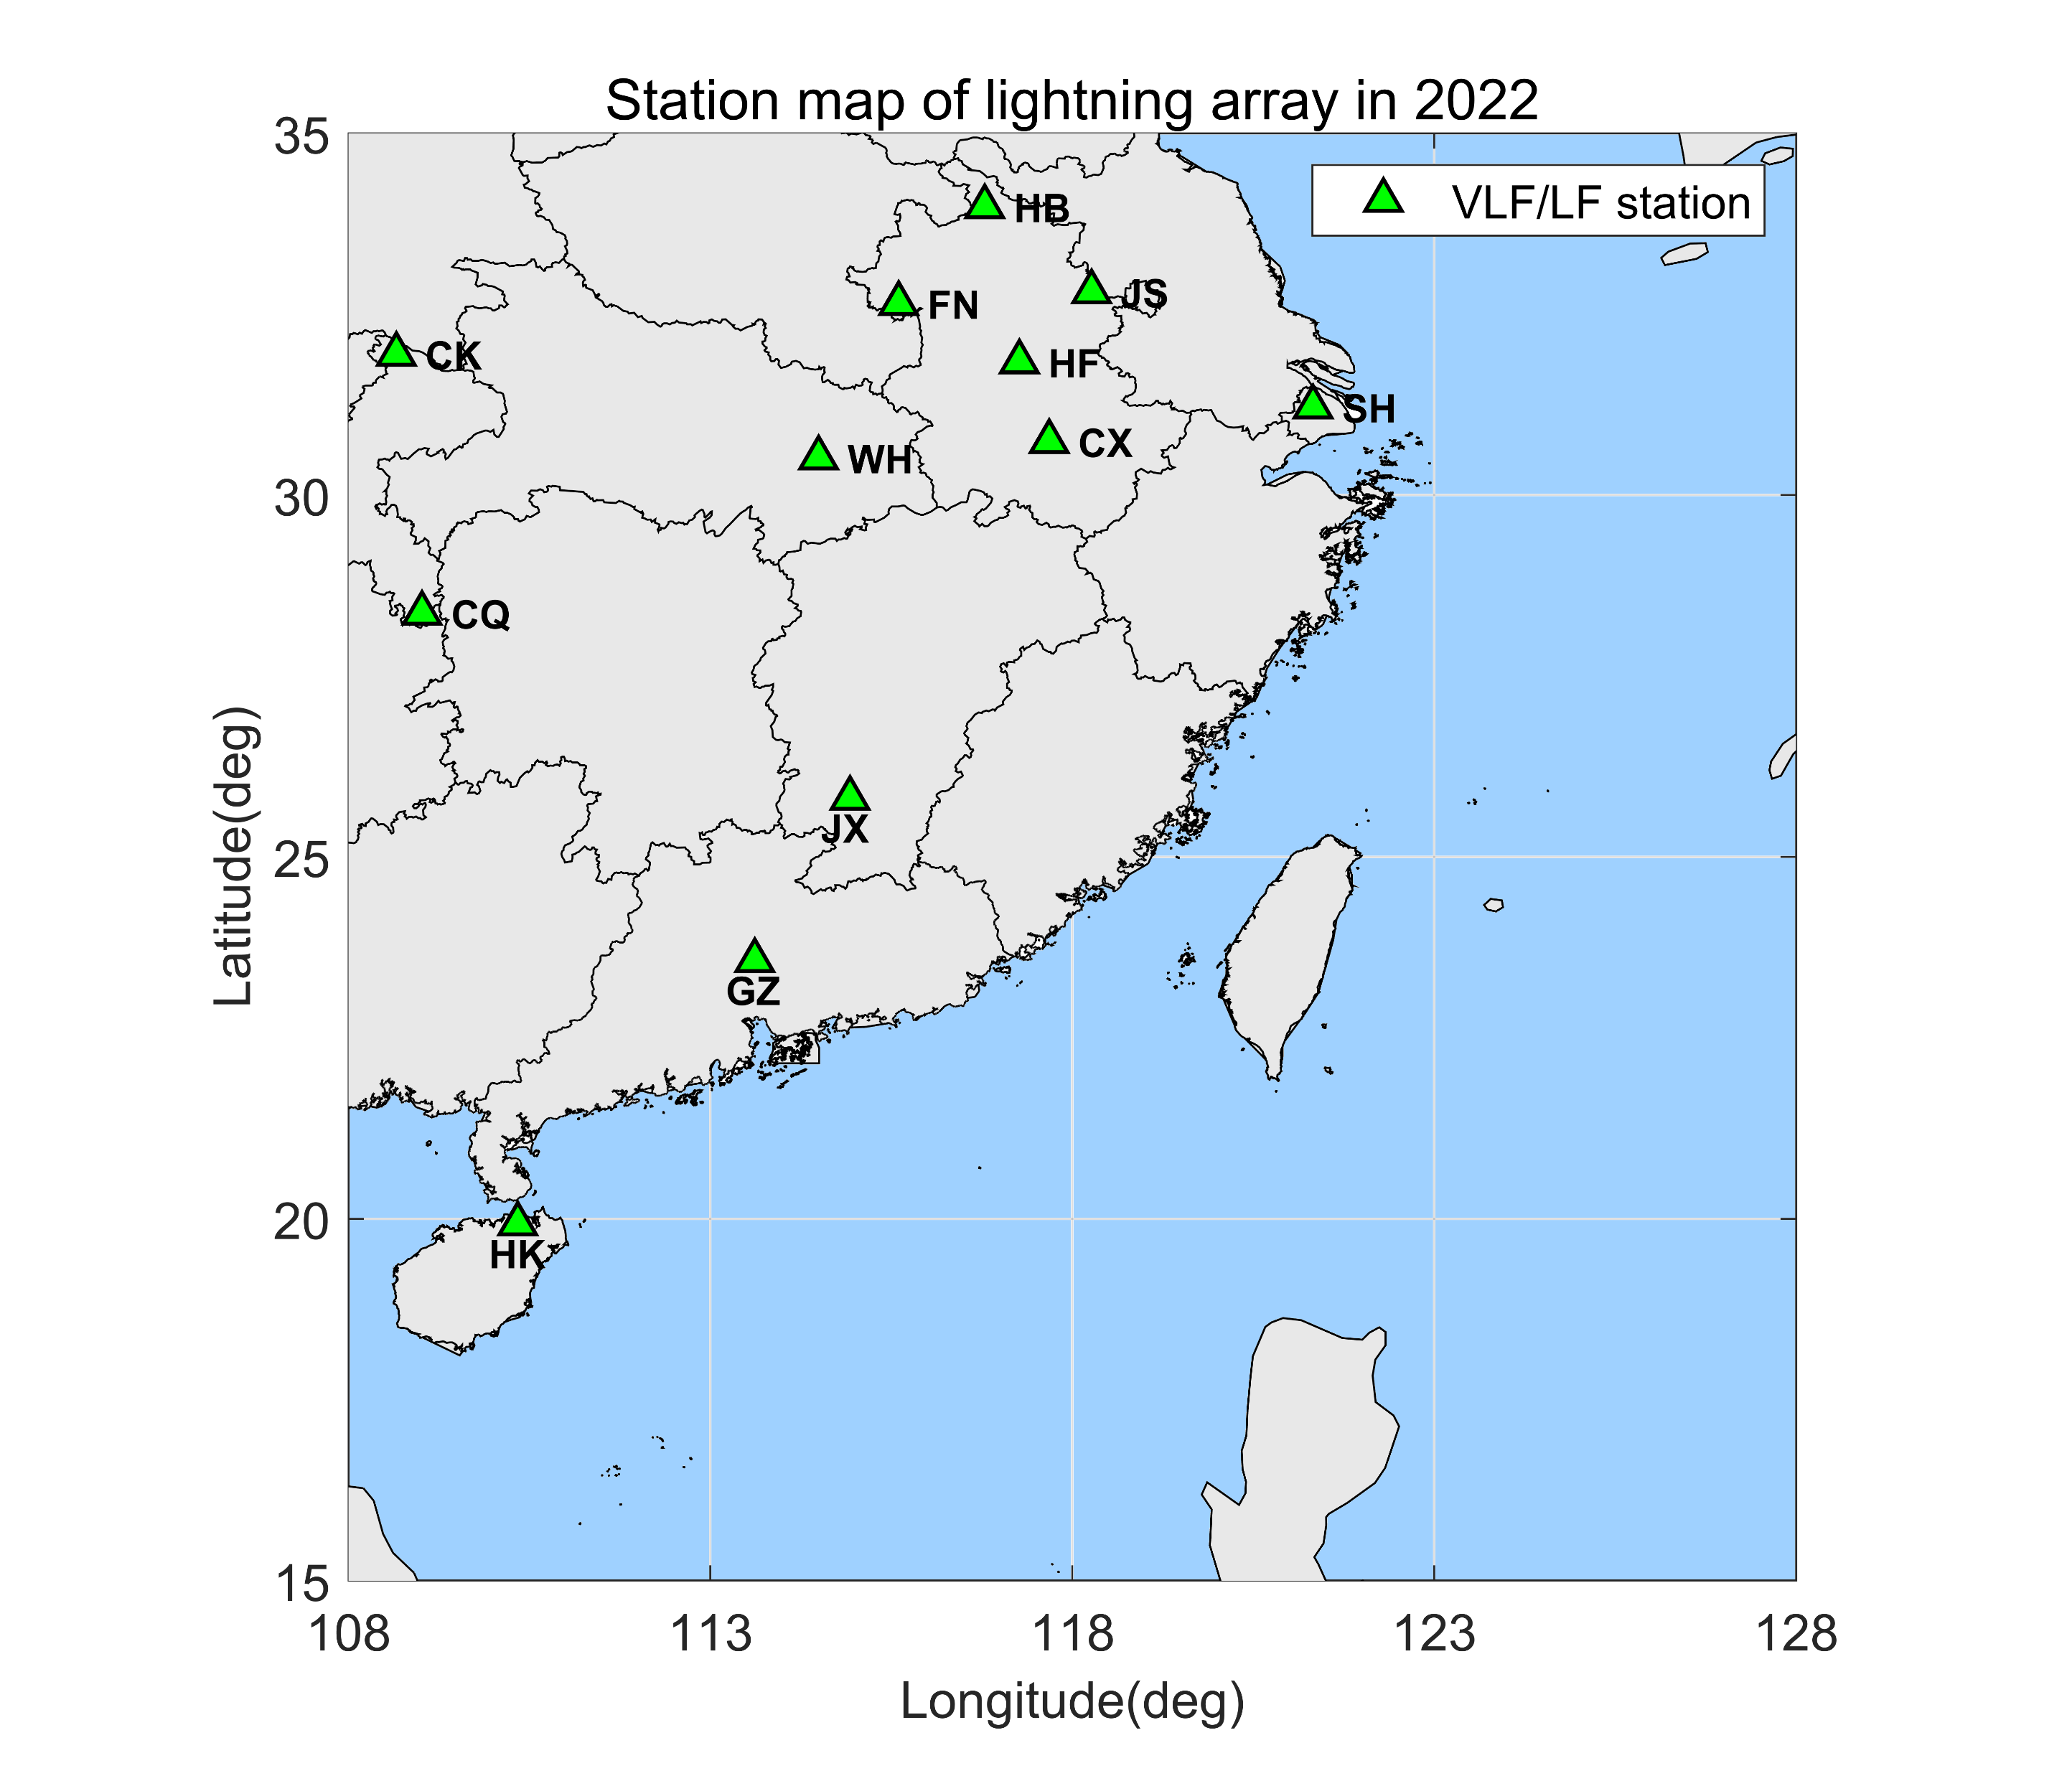 Station map of lightning array in 2022
35
VLF/LF station
HB
JS
FN
CK
HF
SH
CX
WH
30
CQ
Latitude(deg)
JX
25
GZ
20
HK
15
108
113
118
123
128
Longitude(deg)